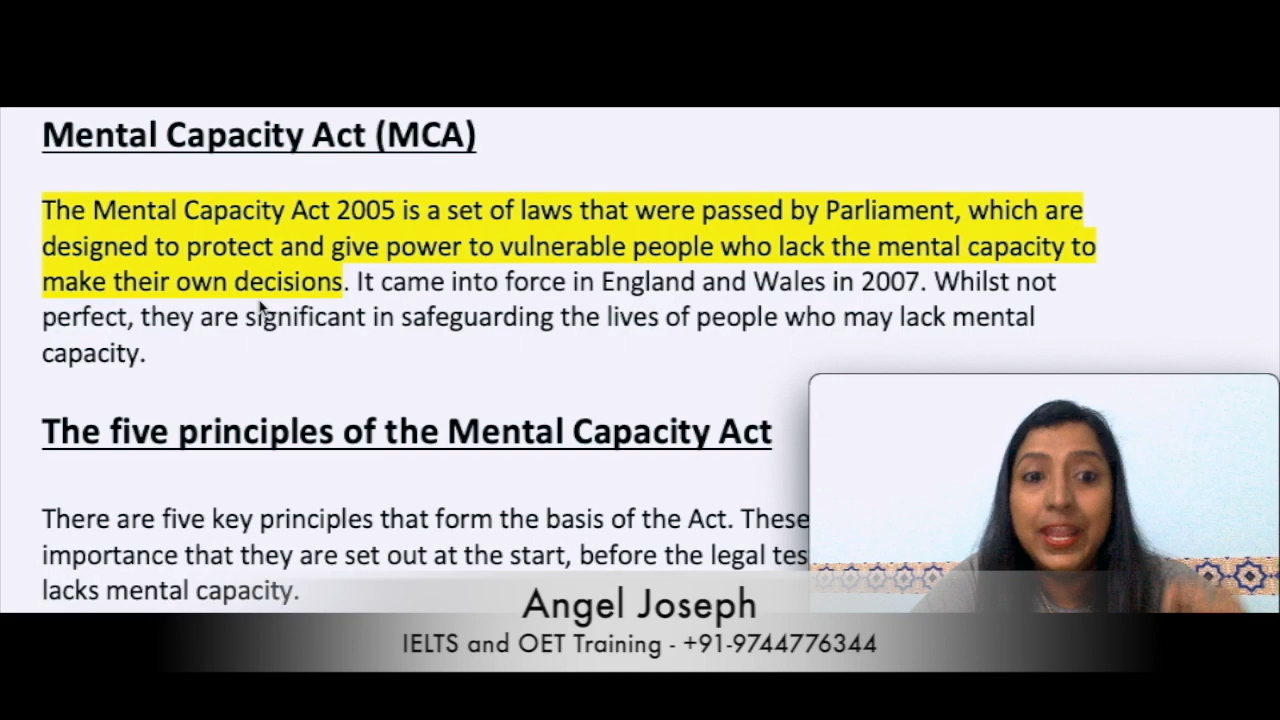 Mental Capacity Act (MCA)
The Mental Capacity Act 2005 is a set of laws that were passed by Parliament, which are
designed to protect and give power to vulnerable people who lack the mental capacity to
make their own decisions. It came into force in England and Wales in 2007. Whilst not
perfect, they are significant in safeguarding the lives of people who may lack mental
capacity.
The five principles of the Mental Capacity Act
There are five key principles that form the basis of the Act. These
importance that they are set out at the start, before the legal tes
lacks mental capacity.
Angel Joseph
IELTS and OET Training - +91-9744776344